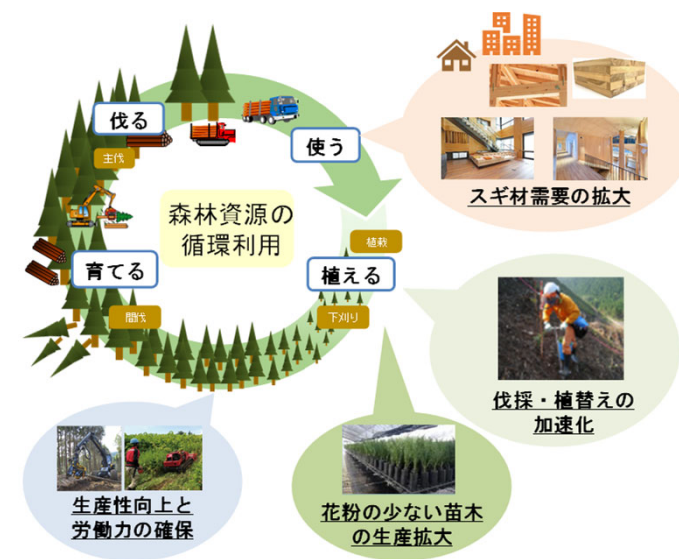 伐る
主伐
使う
スギ材需要の拡大
森林資源の
循環利用
植栽
育てる
植える
間伐
下刈り
伐採・植替えの
加速化
生産性向上と
労働力の確保
花粉の少ない苗木
の生産拡大